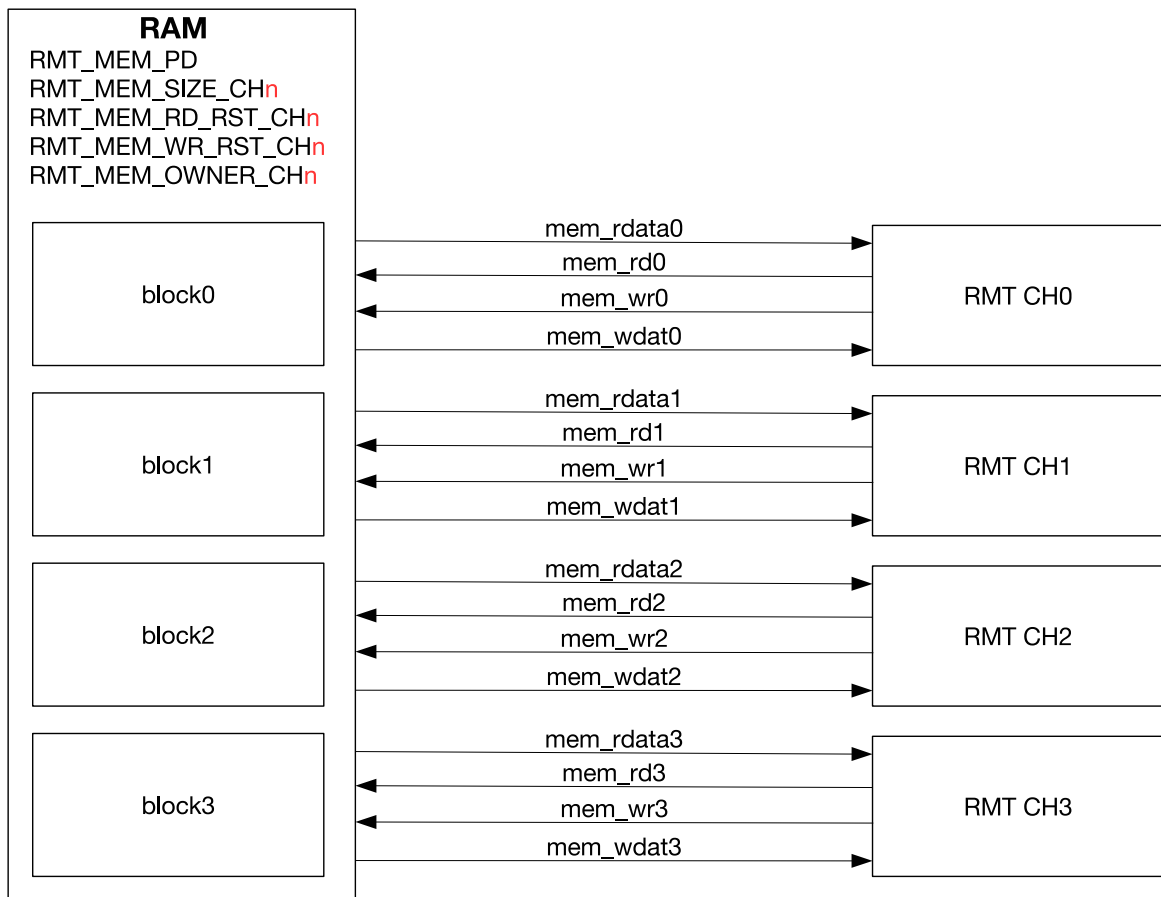 RAM
RMT_MEM_PD
RMT_MEM_SIZE_CHn
RMT_MEM_RD_RST_CHn
RMT_MEM_WR_RST_CHn
RMT_MEM_OWNER_CHn
block0
mem_rdata0
mem_rd0
mem_wr0
mem_wdat0
RMT CH0
block1
mem_rdata1
mem_rd1
mem_wr1
mem_wdat1
RMT CH1
block2
mem_rdata2
mem_rd2
mem_wr2
mem_wdat2
RMT CH2
block3
mem_rdata3
mem_rd3
mem_wr3
mem_wdat3
RMT CH3